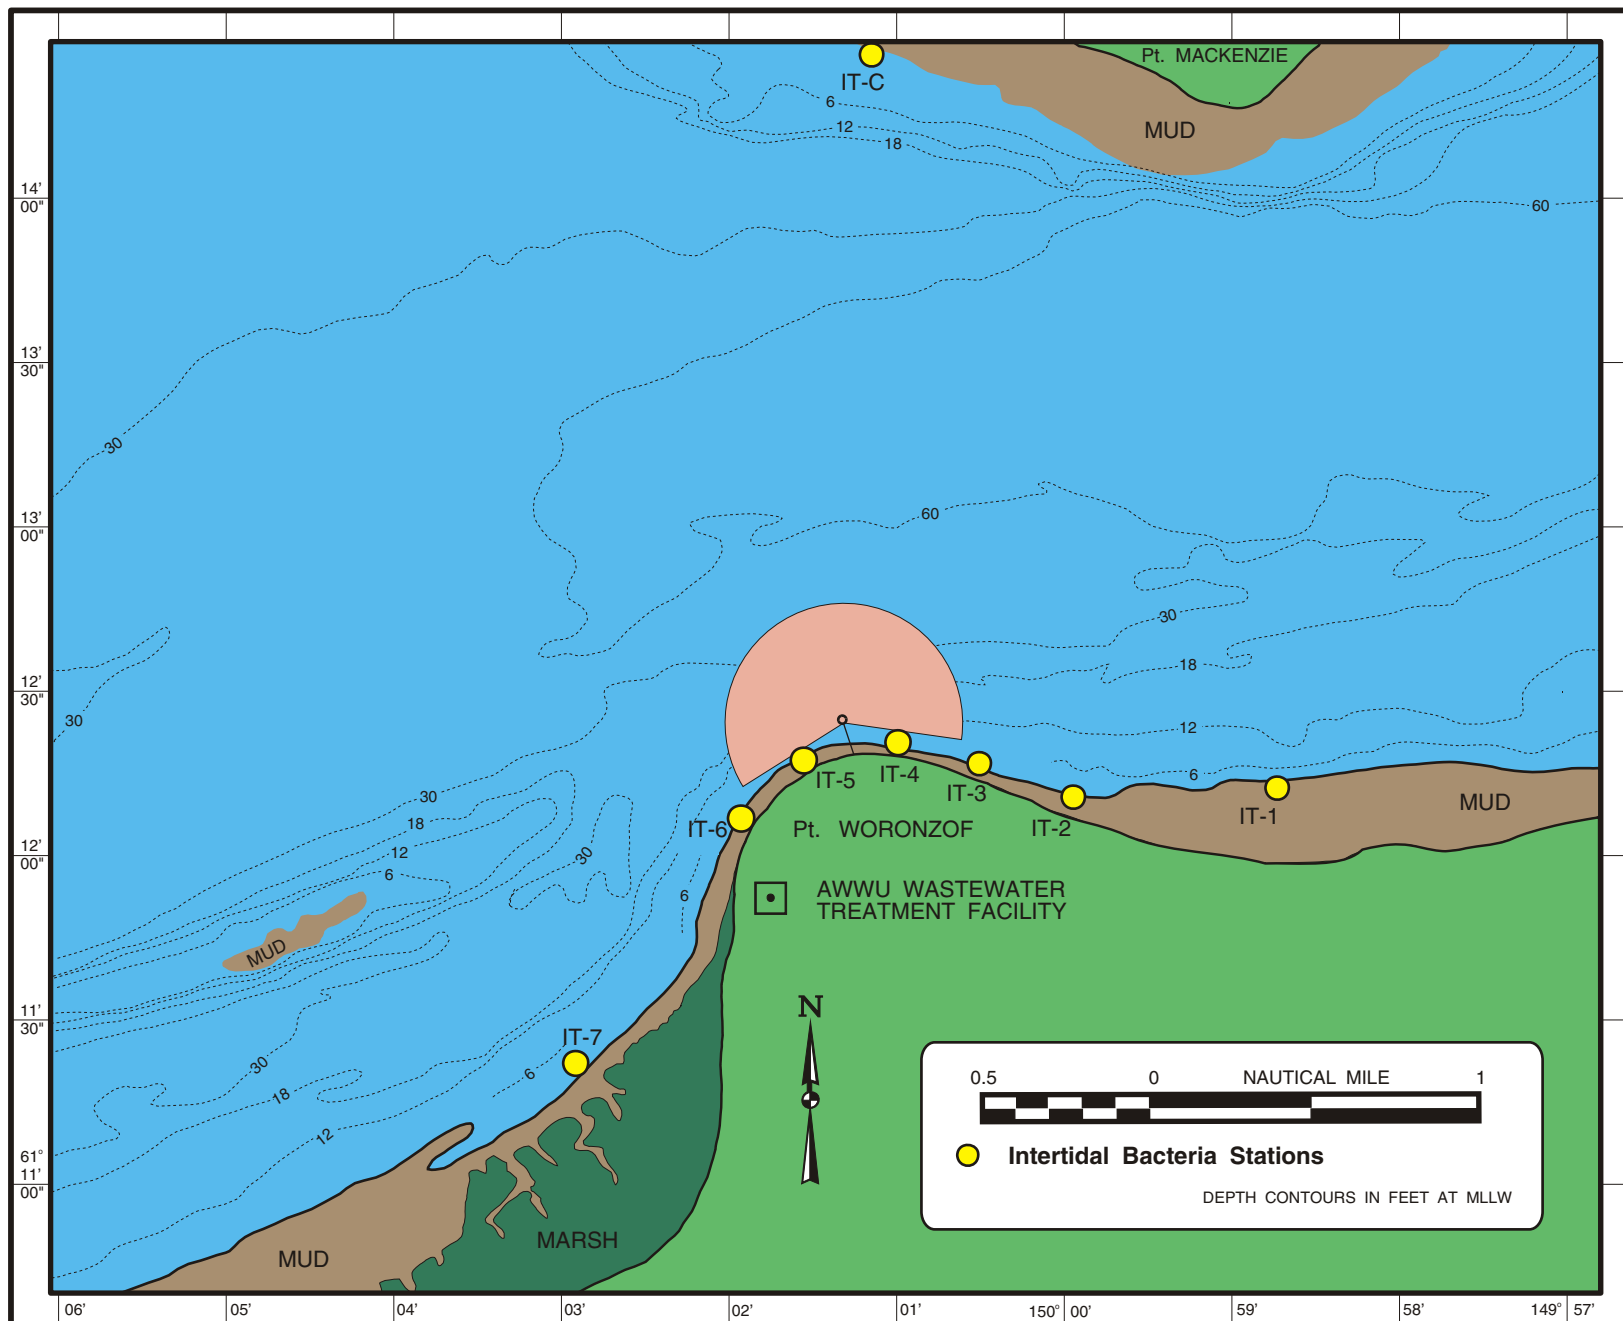 Pt. MACKENZIE
IT-C
6
12
18
MUD
14'
00"
60
13'
30"
30
13'
00"
60
30
18
12'
30"
30
12
6
IT-5
IT-4
IT-3
IT-2
IT-1
MUD
IT-6
Pt. WORONZOF
30
18
12
6
30
6
12'
00"
AWWU WASTEWATER
TREATMENT FACILITY
MUD
11'
30"
N
IT-7
30
6
18
12
0.5 0 NAUTICAL MILE 1
Intertidal Bacteria Stations
DEPTH CONTOURS IN FEET AT MLLW
61°
11'
00"
MARSH
MUD
06' 05' 04' 03' 02' 01' 150° 00' 59' 58' 149° 57'